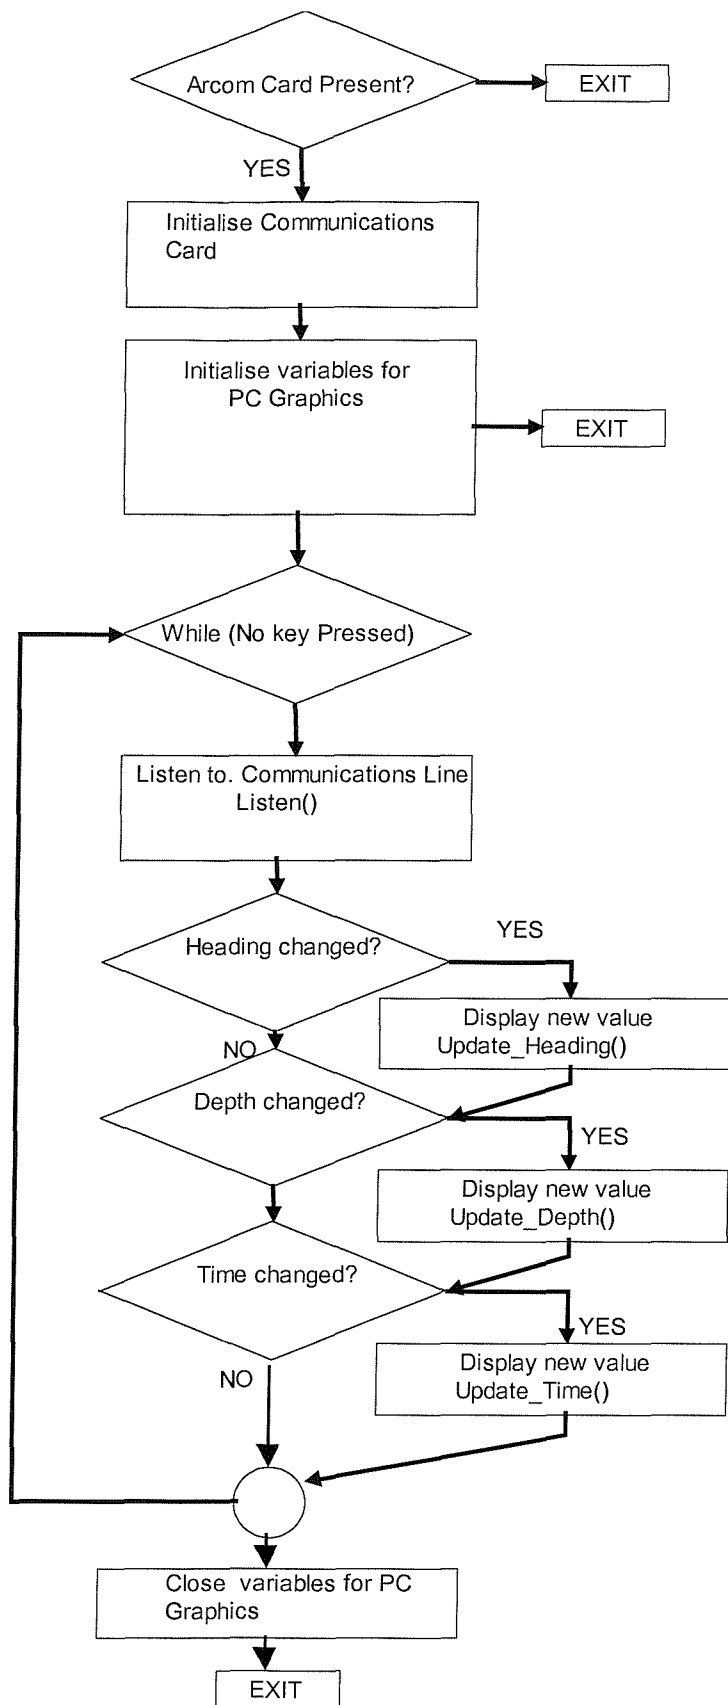 Arcom Card Present?
EXIT
YES
Initialise Communications
Card
Initialise variables for
PC Graphics
EXIT
While (No key Pressed)
Listen to. Communications Line
Listen()
Heading changed?
YES
Display new value
Update_Heading()
NO
Depth changed?
YES
Display new value
Update_Depth()
Time changed?
YES
Display new value
Update_Time()
NO
Close variables for PC
Graphics
EXIT